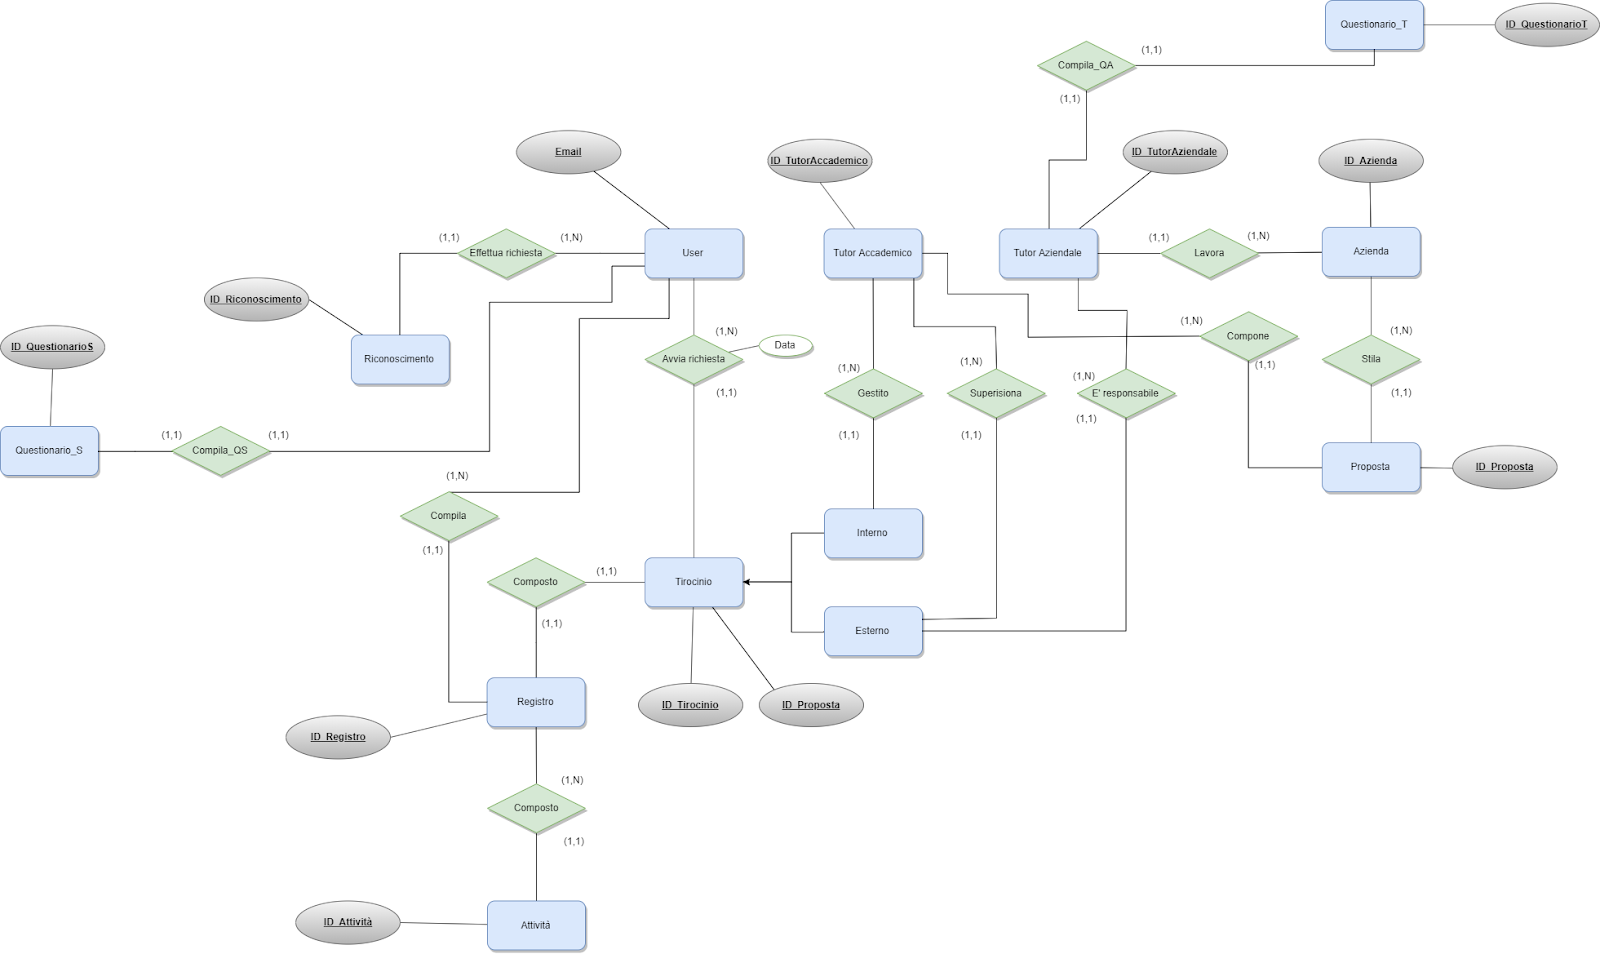 Questionario_T
ID_QuestionarioT
(1,1)
Compila_QA
(1,1)
Email
ID_TutorAccademico
ID_TutorAziendale
ID_Azienda
(1,1)
Effettua richiesta
(1,N)
User
Tutor Accademico
Tutor Aziendale
(1,1)
Lavora
(1,N)
Azienda
ID_Riconoscimento
ID_QuestionarioS
Riconoscimento
(1,N)
Avvia richiesta
Data
(1,1)
(1,N)
Compone
(1,1)
(1,N)
Stila
(1,1)
(1,N)
Gestito
(1,1)
(1,N)
Superisiona
(1,1)
(1,N)
E' responsabile
(1,1)
Questionario_S
(1,1)
Compila_QS
(1,1)
Proposta
ID_Proposta
(1,N)
Compila
(1,1)
Interno
Composto
(1,1)
(1,1)
Tirocinio
Esterno
Registro
ID_Tirocinio
ID_Proposta
ID_Registro
(1,N)
Composto
(1,1)
ID_Attività
Attività